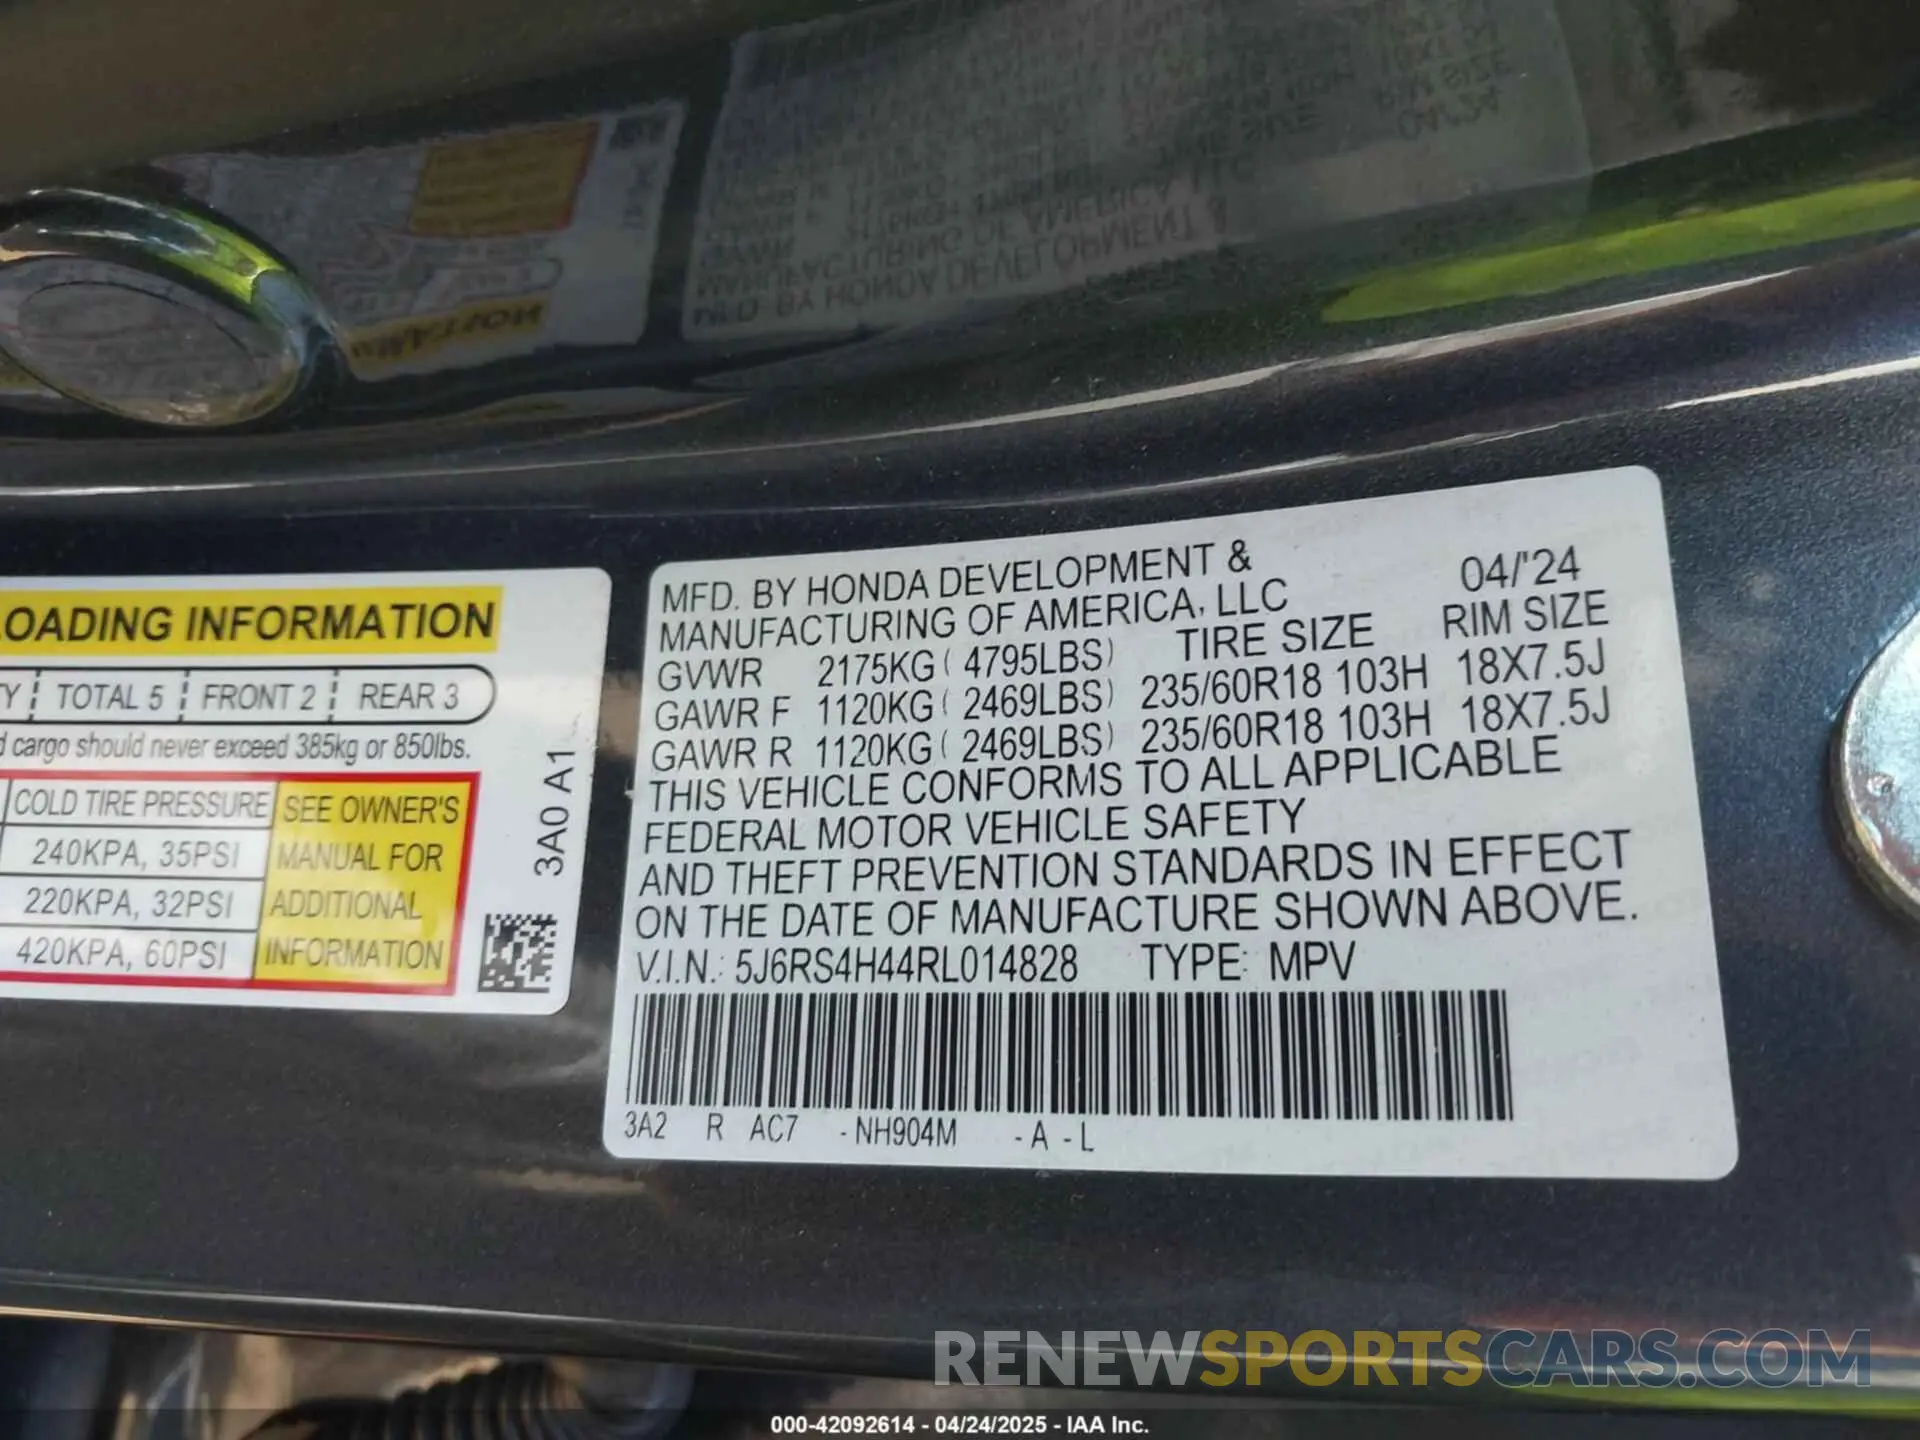 LOADING INFORMATION
TOTAL 5 FRONT 2 REAR 3
cargo should never exceed 385kg or 850lbs.
COLD TIRE PRESSURE SEE OWNER'S
240KPA, 35PSI MANUAL FOR
220KPA, 32PSI ADDITIONAL
420KPA, 60PSI INFORMATION
3A0 A1
MFD. BY HONDA DEVELOPMENT & 04/'24
MANUFACTURING OF AMERICA, LLC TIRE SIZE RIM SIZE
GVWR 2175KG( 4795LBS)
GAWR F 1120KG( 2469LBS) 235/60R18 103H 18X7.5J
GAWR R 1120KG( 2469LBS) 235/60R18 103H 18X7.5J
THIS VEHICLE CONFORMS TO ALL APPLICABLE
FEDERAL MOTOR VEHICLE SAFETY
AND THEFT PREVENTION STANDARDS IN EFFECT
ON THE DATE OF MANUFACTURE SHOWN ABOVE.
V.I.N.: 5J6RS4H44RL014828 TYPE: MPV
3A2 R AC7 -NH904M -A -L
RENEWSPORTSCARS.COM
000-42092614 - 04/24/2025 - IAA Inc.